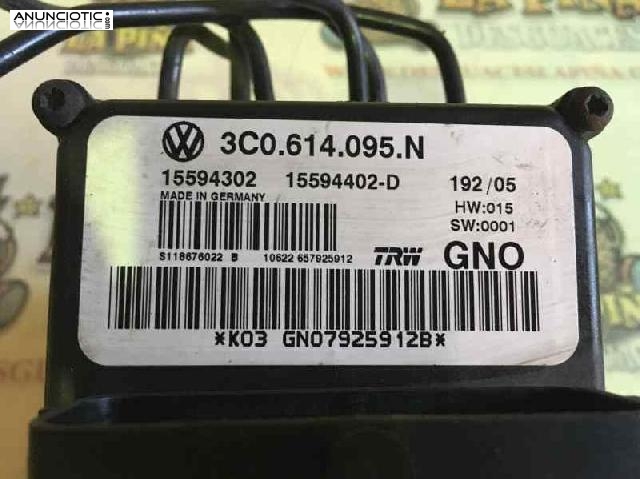 ANUNCIOTIC
3C0.614.095.N
15594302 15594402-D 192/05
MADE IN GERMANY HW:015
SW:0001
S118676022 B 10622 657925912 TRW GNO
*K03 GNO7925912B*